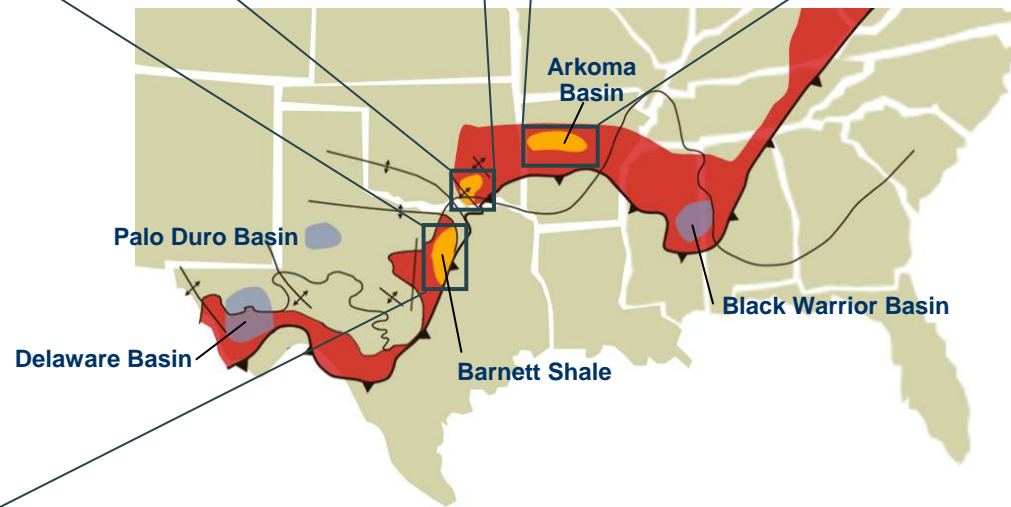 Arkoma
Basin
Palo Duro Basin
Black Warrior Basin
Delaware Basin
Barnett Shale